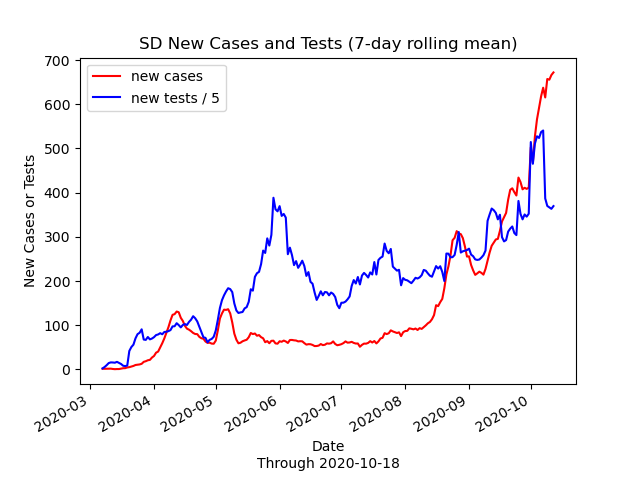 SD New Cases and Tests (7-day rolling mean)
new cases
new tests / 5
New Cases or Tests
700
600
500
400
300
200
100
0
2020-03
2020-04
2020-05
2020-06
2020-07
2020-08
2020-09
2020-10
Date
Through 2020-10-18